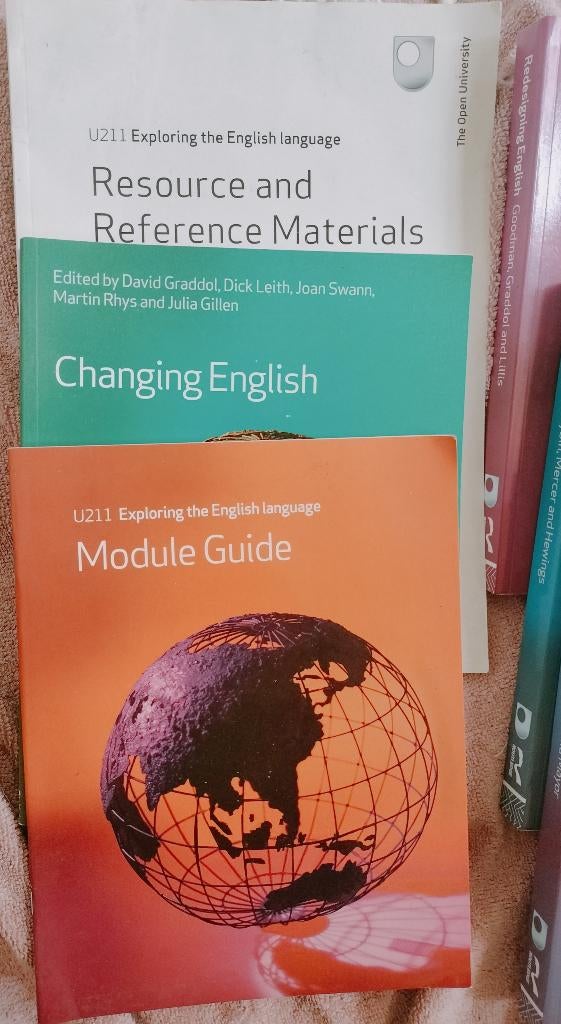 The Open University
U211 Exploring the English language
Resource and
Reference Materials
Edited by David Graddol, Dick Leith, Joan Swann,
Martin Rhys and Julia Gillen
Changing English
U211 Exploring the English language
Module Guide
Redesigning English Goodman, Graddol and Lillis
Mercer and Hewings